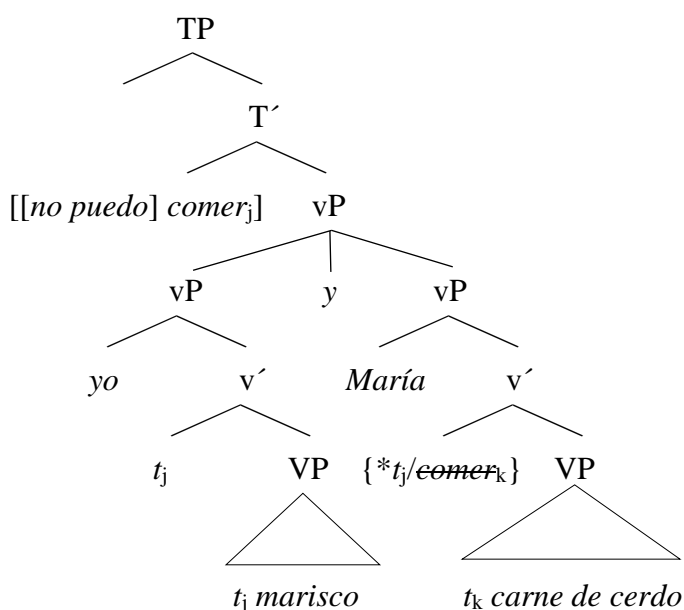 TP
T´
[[no puedo] comerj] vP
vP y vP
yo v´ María v´
tj VP {*tj/comerk} VP
tj marisco tk carne de cerdo